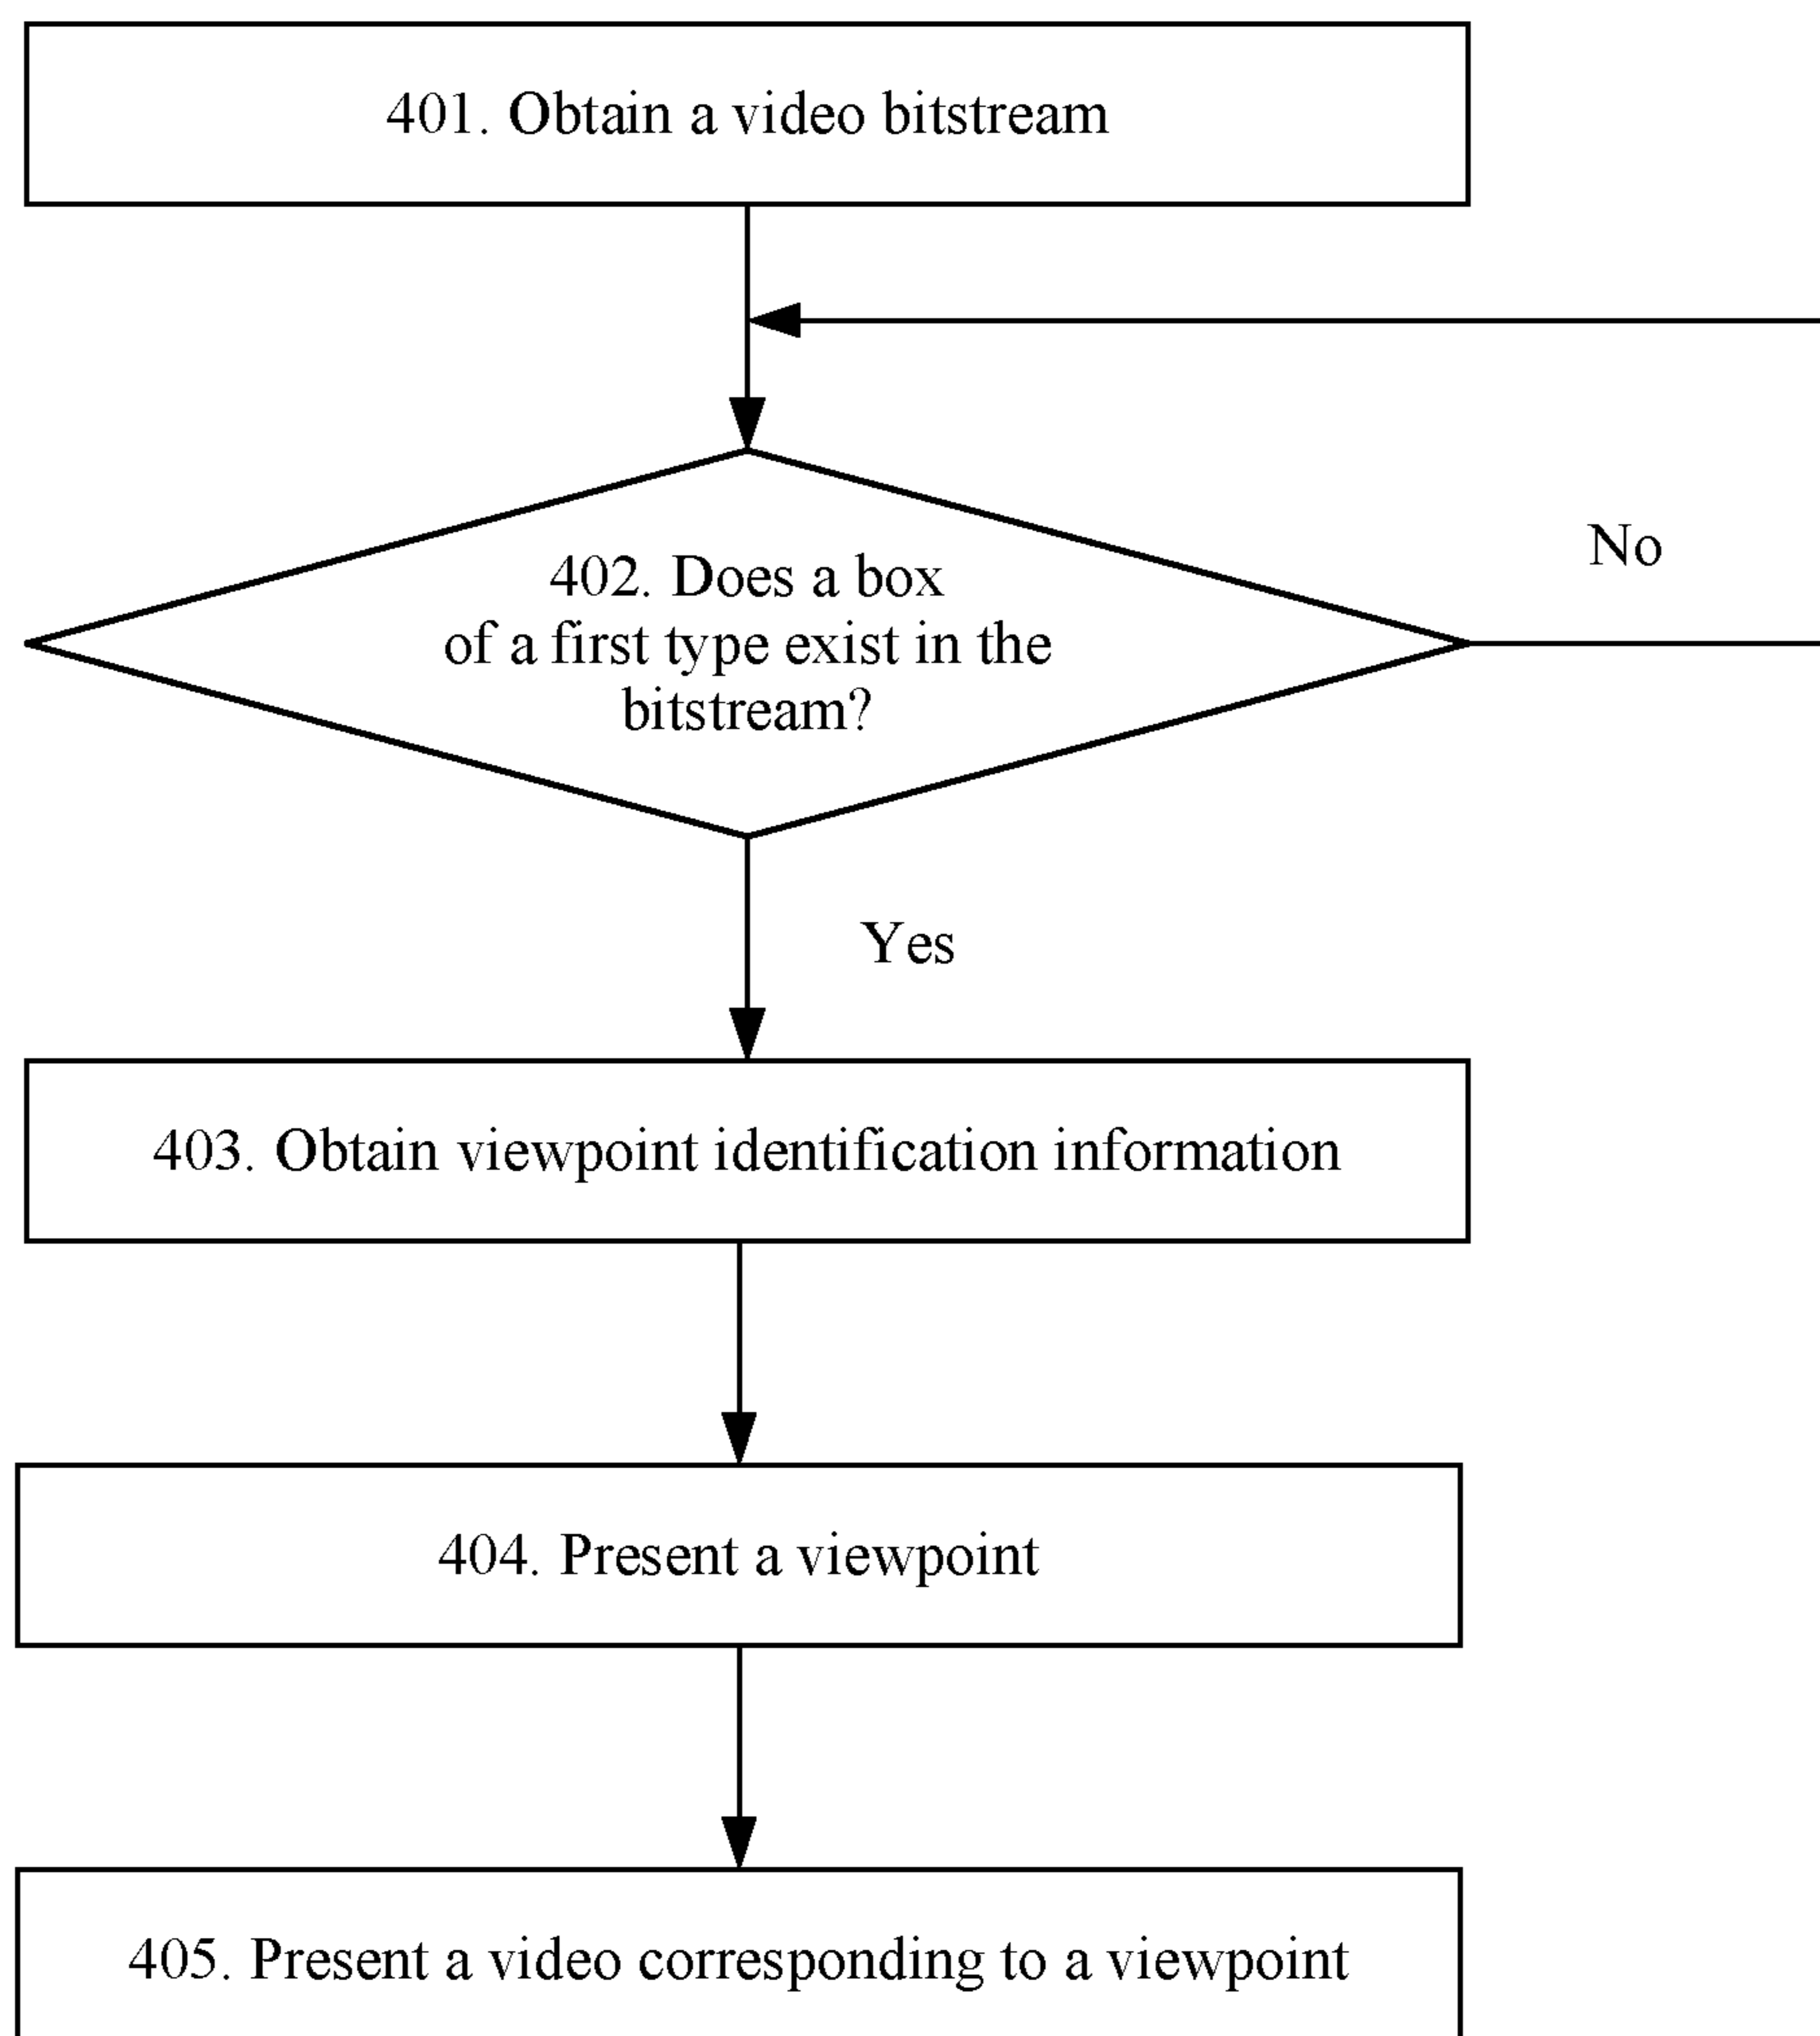 401. Obtain a video bitstream
402. Does a box
of a first type exist in the
bitstream?
No
Yes
403. Obtain viewpoint identification information
404. Present a viewpoint
405. Present a video corresponding to a viewpoint